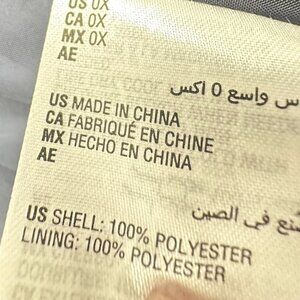 US 0X
CA 0X
MX 0X
AE
واسع 0 اكس
US MADE IN CHINA
CA FABRIQUÉ EN CHINE
MX HECHO EN CHINA
AE
في الصين
US SHELL: 100% POLYESTER
LINING: 100% POLYESTER